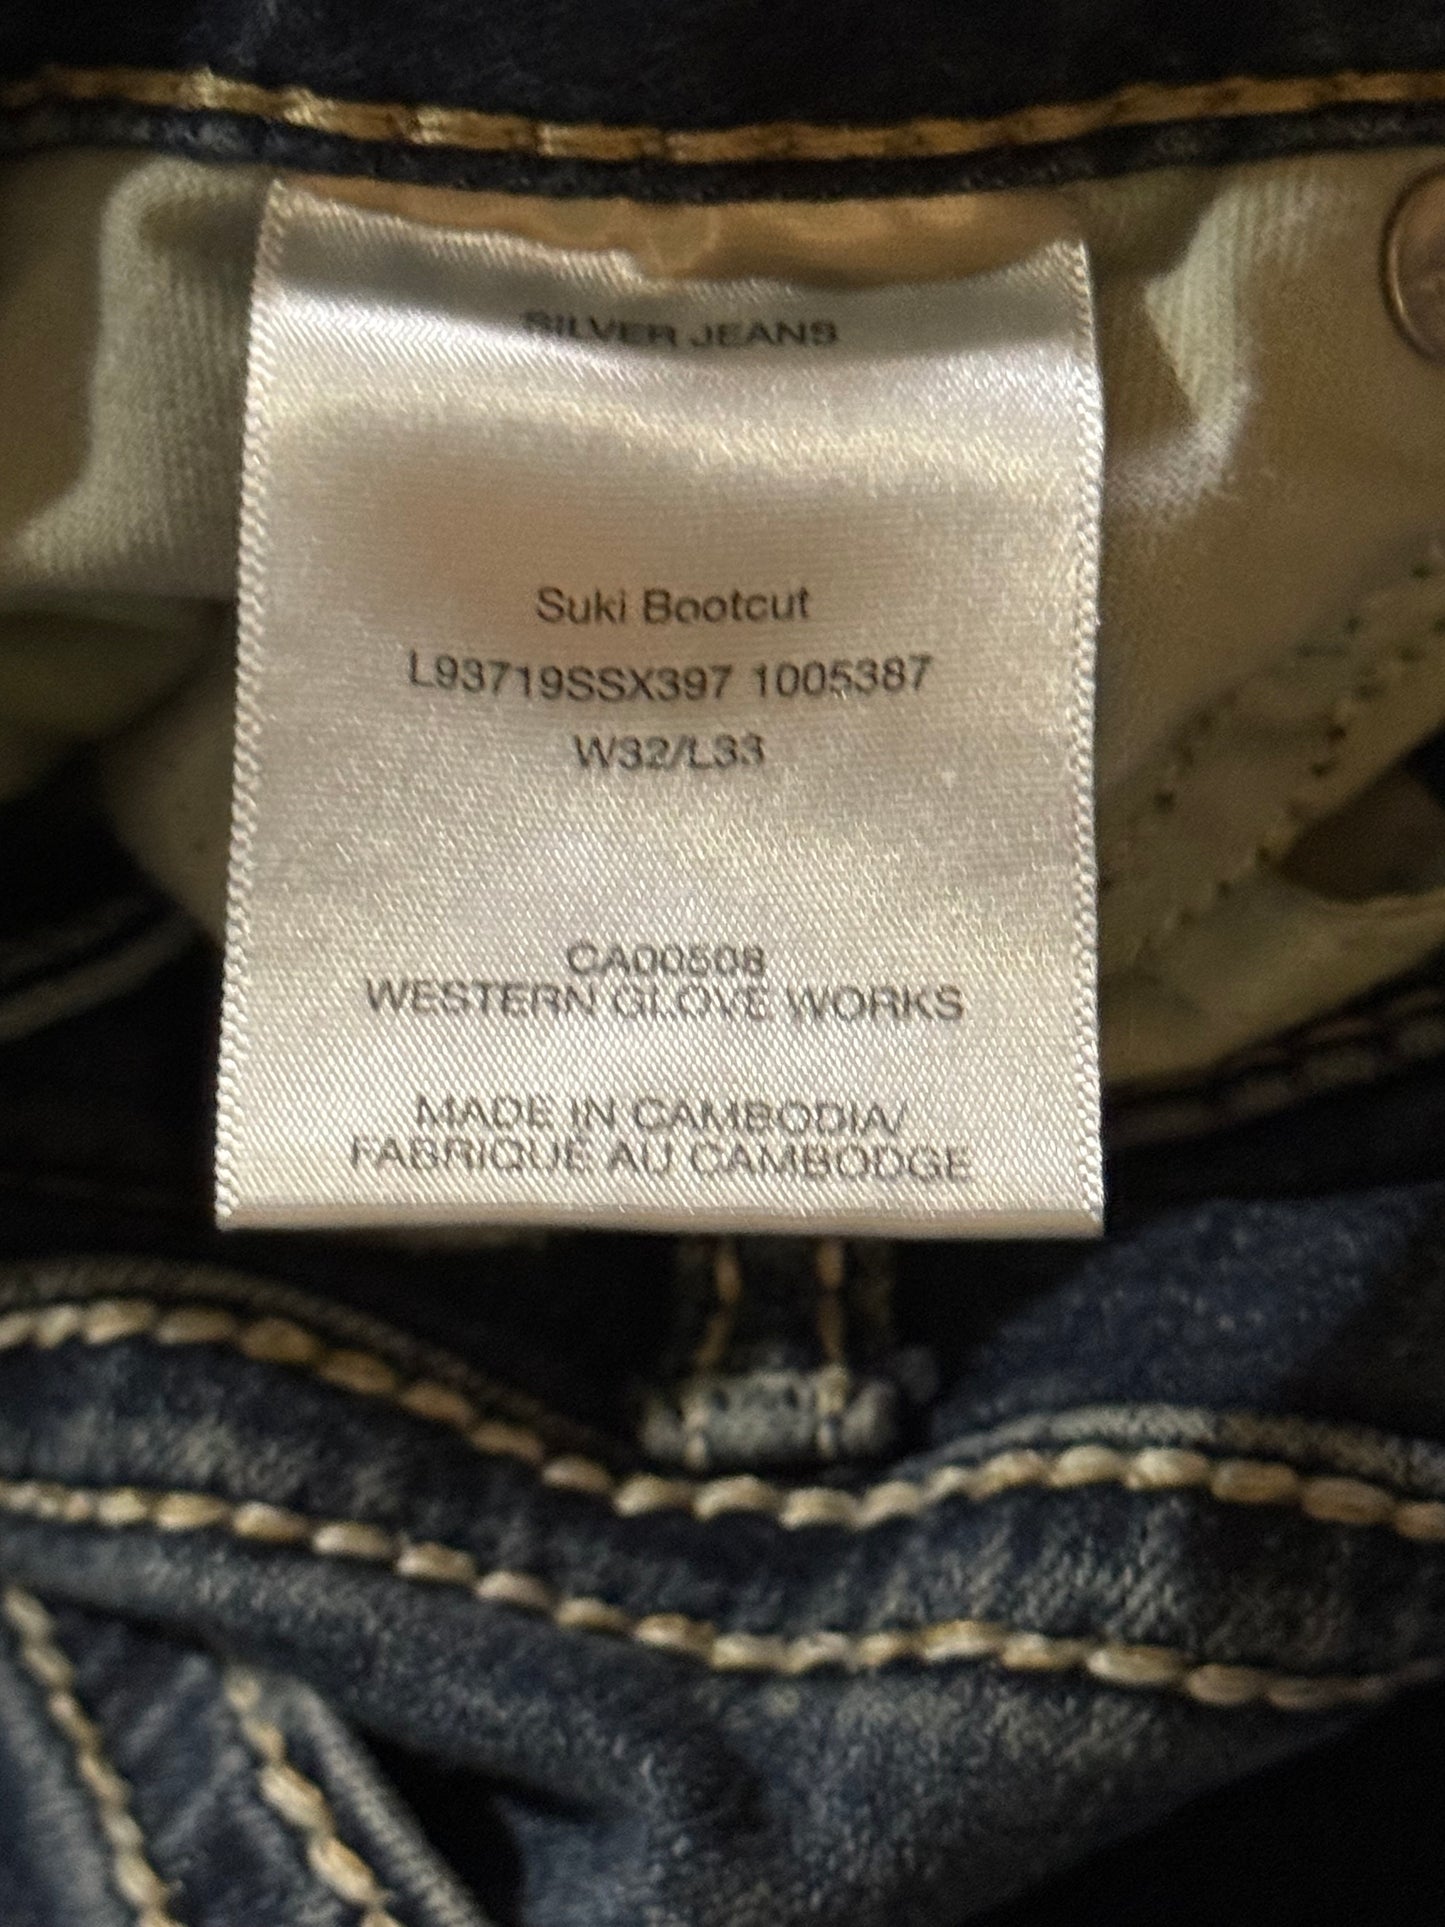 SILVER JEANS
Suki Bootcut
L93719SSX397 1005387
W32/L33
CA00508
WESTERN GLOVE WORKS
MADE IN CAMBODIA/
FABRIQUÉ AU CAMBODGE